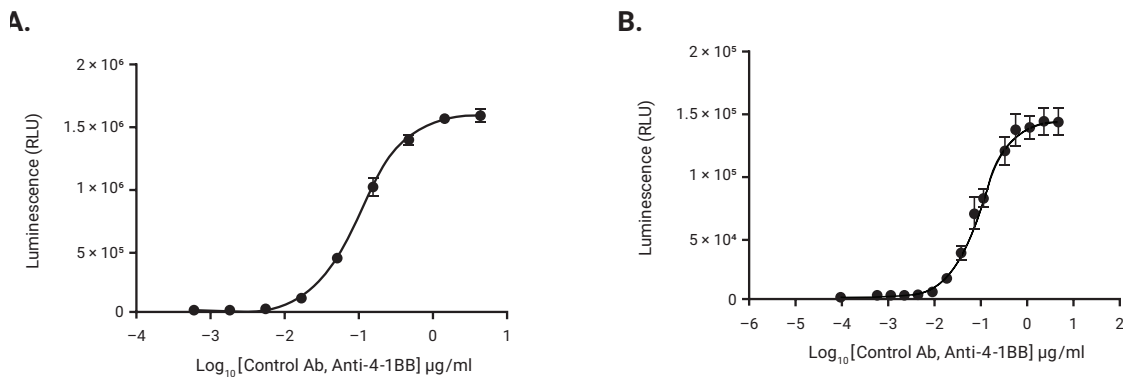 A.
2 × 10⁶
1.5 × 10⁶
1 × 10⁶
5 × 10⁵
0
Luminescence (RLU)
−4 −3 −2 −1 0 1
Log₁₀[Control Ab, Anti-4-1BB] μg/ml
B.
2 × 10⁵
1.5 × 10⁵
1 × 10⁵
5 × 10⁴
0
Luminescence (RLU)
−6 −5 −4 −3 −2 −1 0 1 2
Log₁₀[Control Ab, Anti-4-1BB] μg/ml